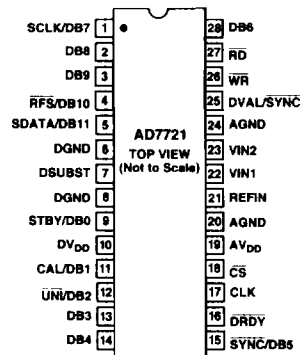 SCLK/DB7 1
DB8 2
DB9 3
RFS/DB10 4
SDATA/DB11 5
DGND 6
DSUBST 7
DGND 8
STBY/DB0 9
DVDD 10
CAL/DB1 11
UNI/DB2 12
DB3 13
DB4 14
AD7721
TOP VIEW
(Not to Scale)
28 DB6
27 RD
26 WR
25 DVAL/SYNC
24 AGND
23 VIN2
22 VIN1
21 REFIN
20 AGND
19 AVDD
18 CS
17 CLK
16 DRDY
15 SYNC/DB5